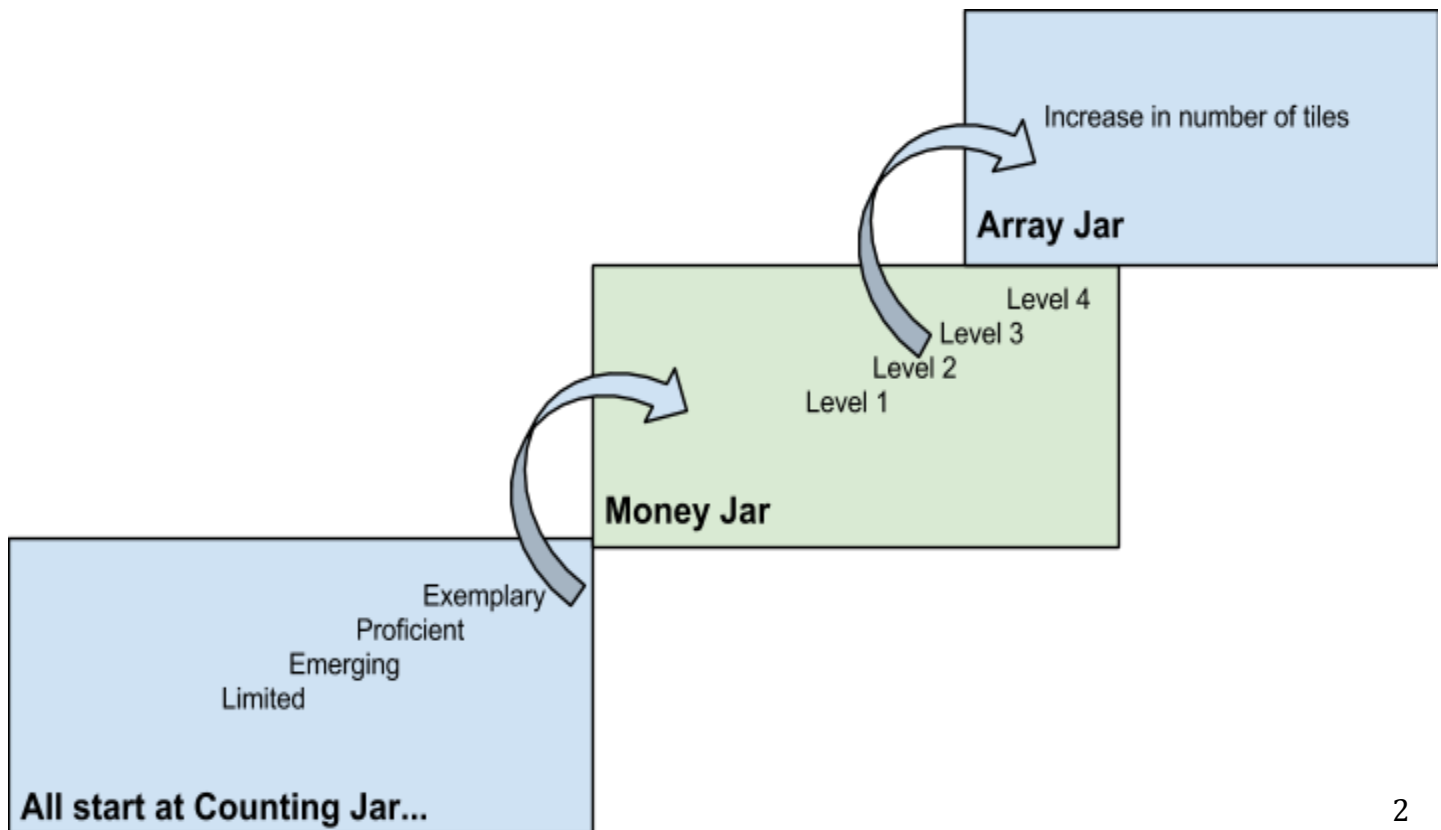 Increase in number of tiles
Array Jar
Level 4
Level 3
Level 2
Level 1
Money Jar
Exemplary
Proficient
Emerging
Limited
All start at Counting Jar...
2